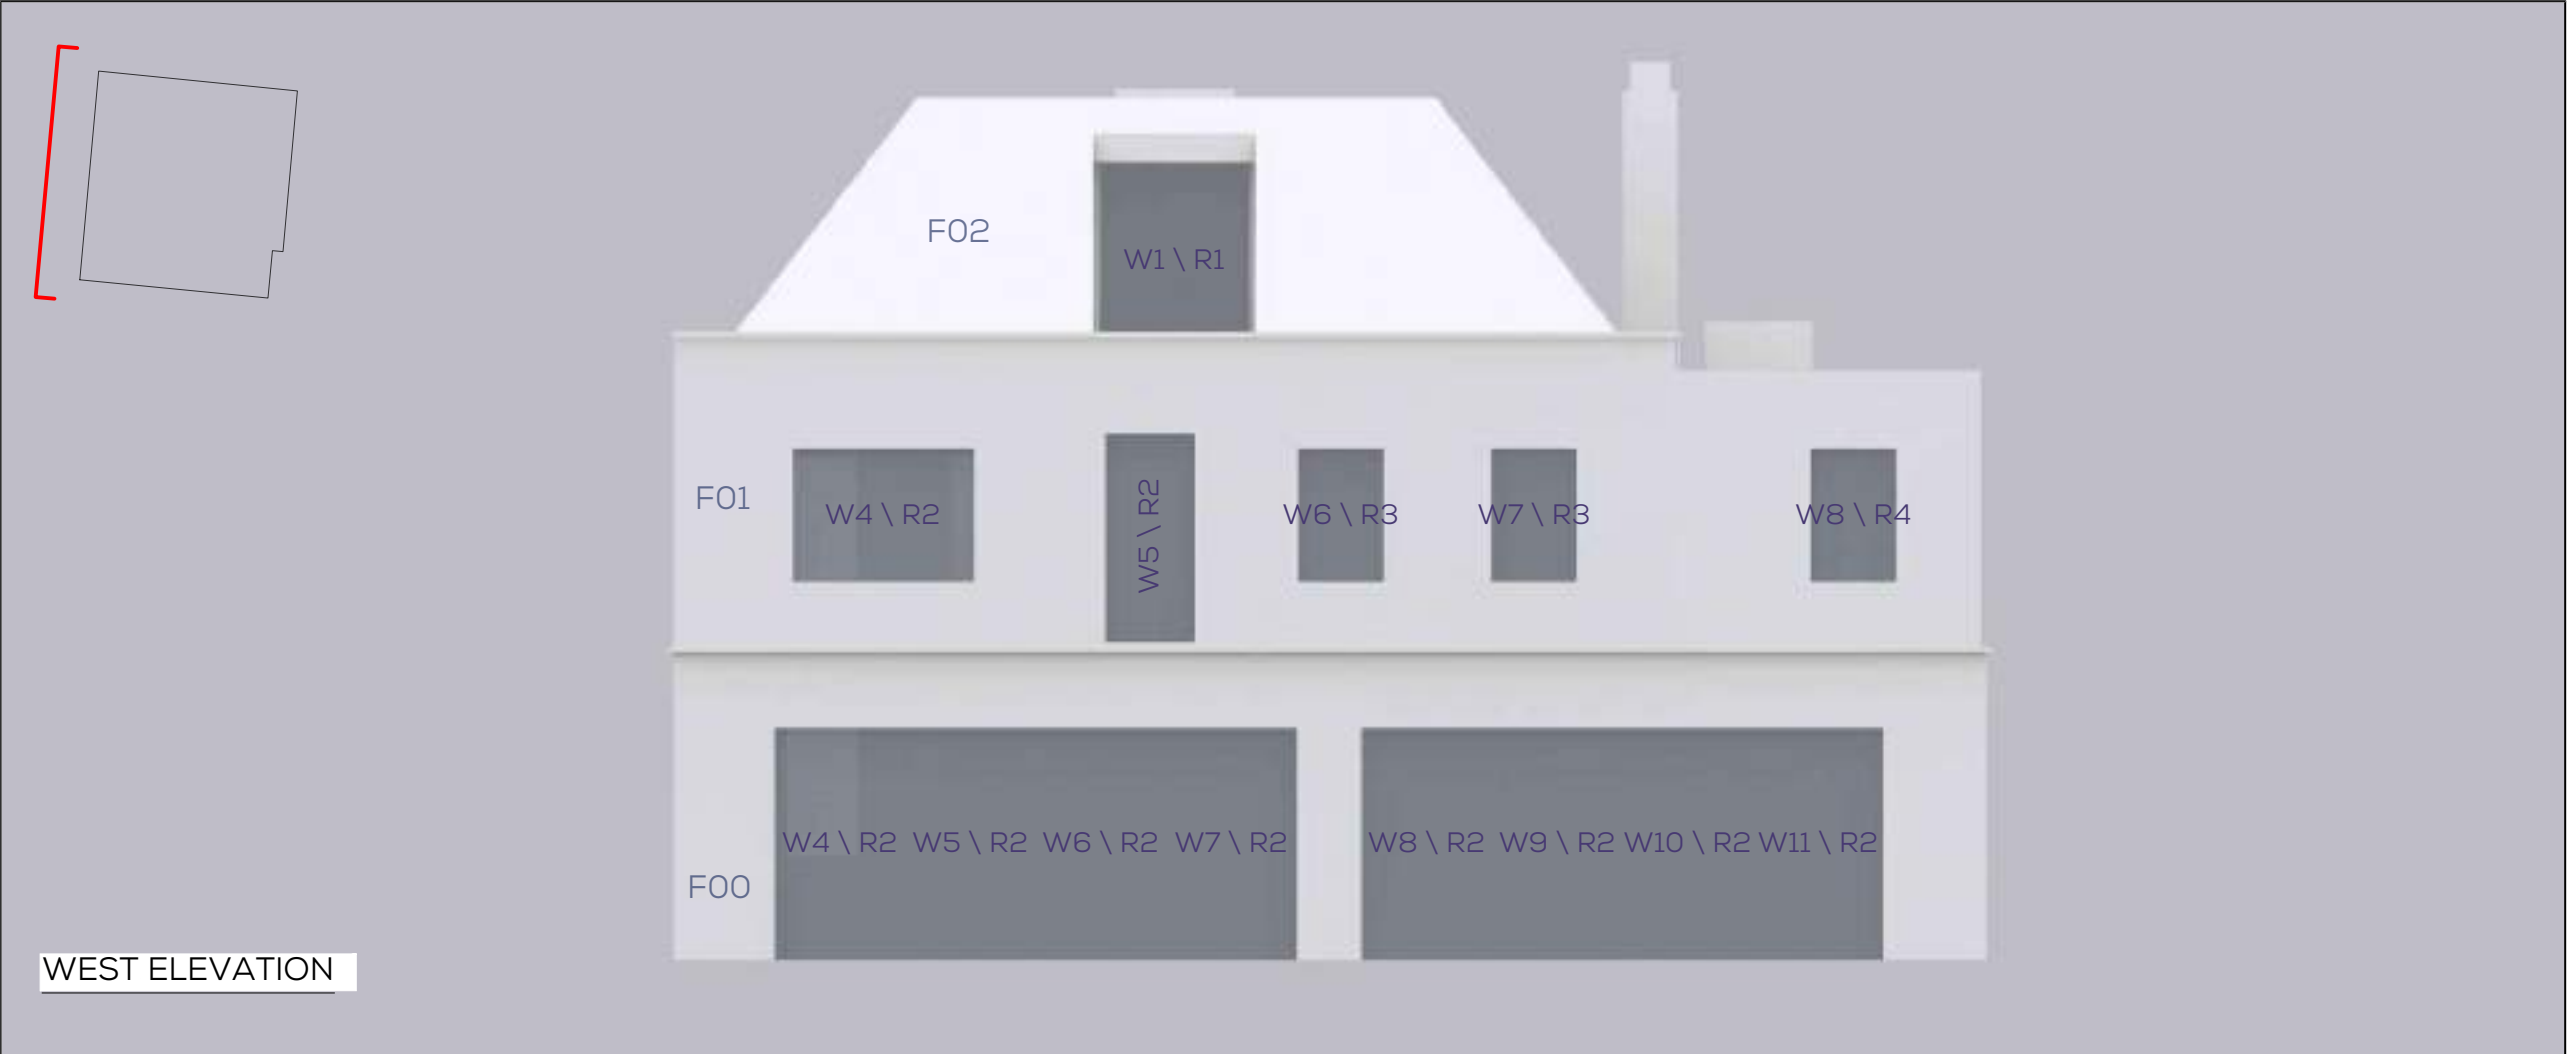 F02
W1 \ R1
F01
W4 \ R2
W5 \ R2
W6 \ R3
W7 \ R3
W8 \ R4
W4 \ R2 W5 \ R2 W6 \ R2 W7 \ R2 W8 \ R2 W9 \ R2 W10 \ R2 W11 \ R2
F00
WEST ELEVATION